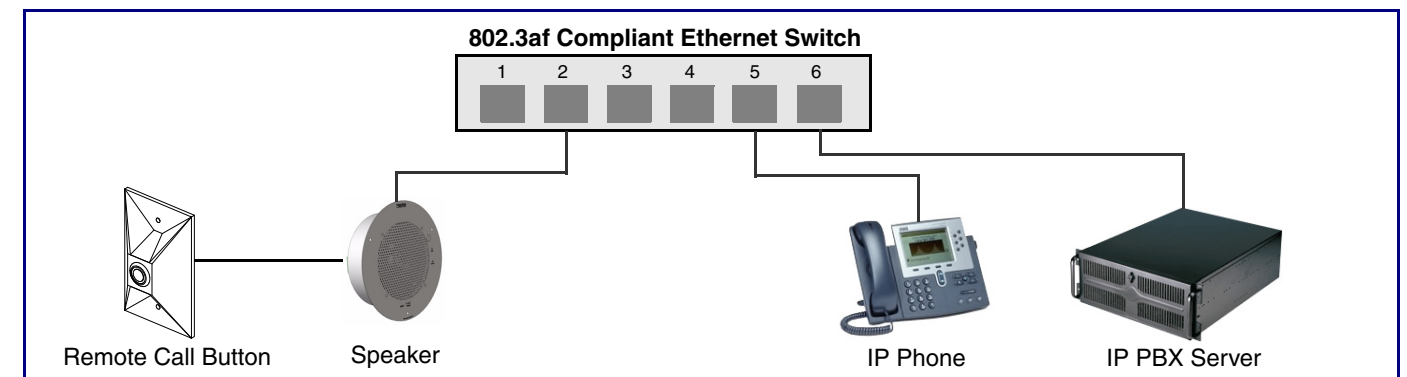 802.3af Compliant Ethernet Switch
1 2 3 4 5 6
Remote Call Button
Speaker
IP Phone
IP PBX Server